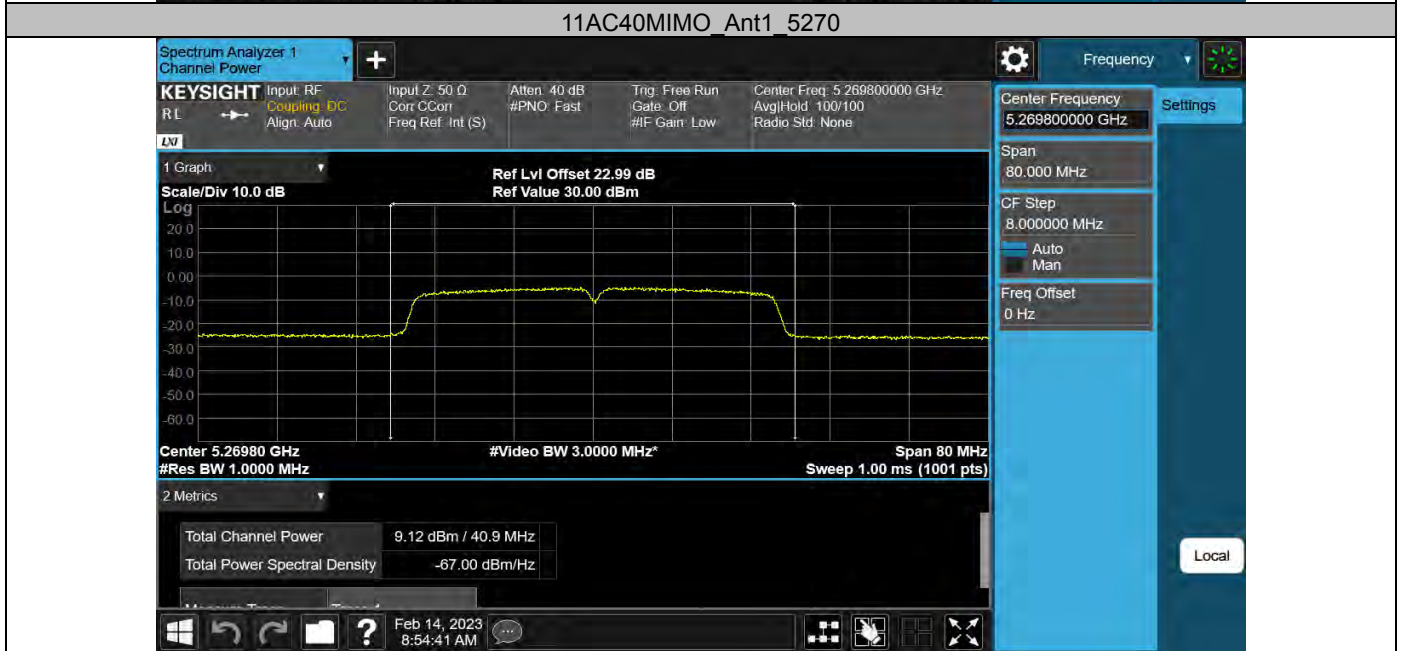 11AC40MIMO_Ant1_5270
Spectrum Analyzer 1
Channel Power
Frequency
KEYSIGHT
RL
LXI
Input: RF
Coupling: DC
Align: Auto
Input Z: 50 Ω
Corr CCorr
Freq Ref: Int (S)
Atten: 40 dB
#PNO: Fast
Trig: Free Run
Gate: Off
#IF Gain: Low
Center Freq: 5.269800000 GHz
Avg|Hold: 100/100
Radio Std: None
Center Frequency
5.269800000 GHz
Settings
Span
80.000 MHz
CF Step
8.000000 MHz
Auto
Man
Freq Offset
0 Hz
1 Graph
Scale/Div 10.0 dB
Ref Lvl Offset 22.99 dB
Ref Value 30.00 dBm
Log
20.0
10.0
0.00
-10.0
-20.0
-30.0
-40.0
-50.0
-60.0
Center 5.26980 GHz
#Video BW 3.0000 MHz*
Span 80 MHz
#Res BW 1.0000 MHz
Sweep 1.00 ms (1001 pts)
2 Metrics
Total Channel Power 9.12 dBm / 40.9 MHz
Total Power Spectral Density -67.00 dBm/Hz
Local
?
Feb 14, 2023
8:54:41 AM